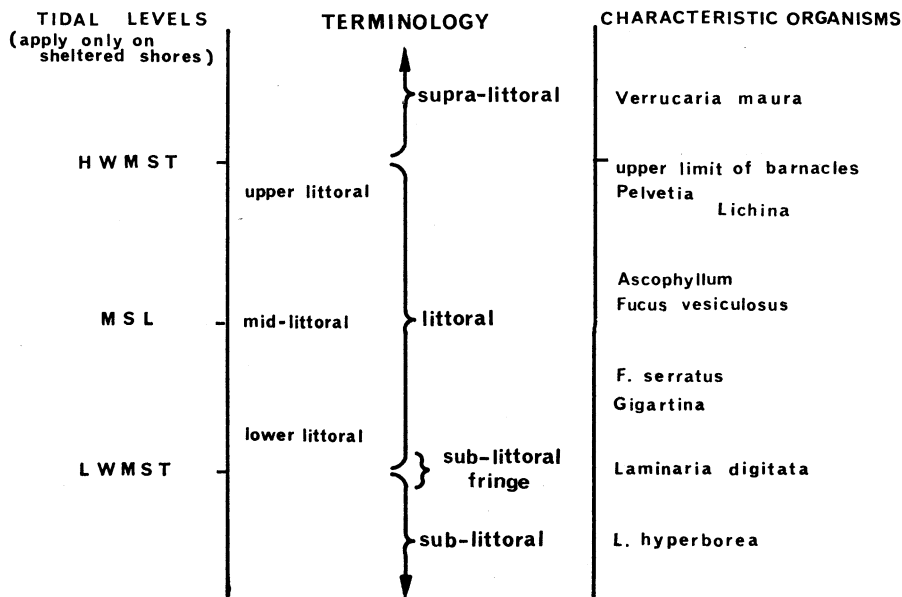 TIDAL LEVELS
(apply only on
sheltered shores)
HWMST
MSL
LWMST
TERMINOLOGY
supra-littoral
upper littoral
mid-littoral
littoral
lower littoral
sub-littoral
fringe
sub-littoral
CHARACTERISTIC ORGANISMS
Verrucaria maura
upper limit of barnacles
Pelvetia
Lichina
Ascophyllum
Fucus vesiculosus
F. serratus
Gigartina
Laminaria digitata
L. hyperborea